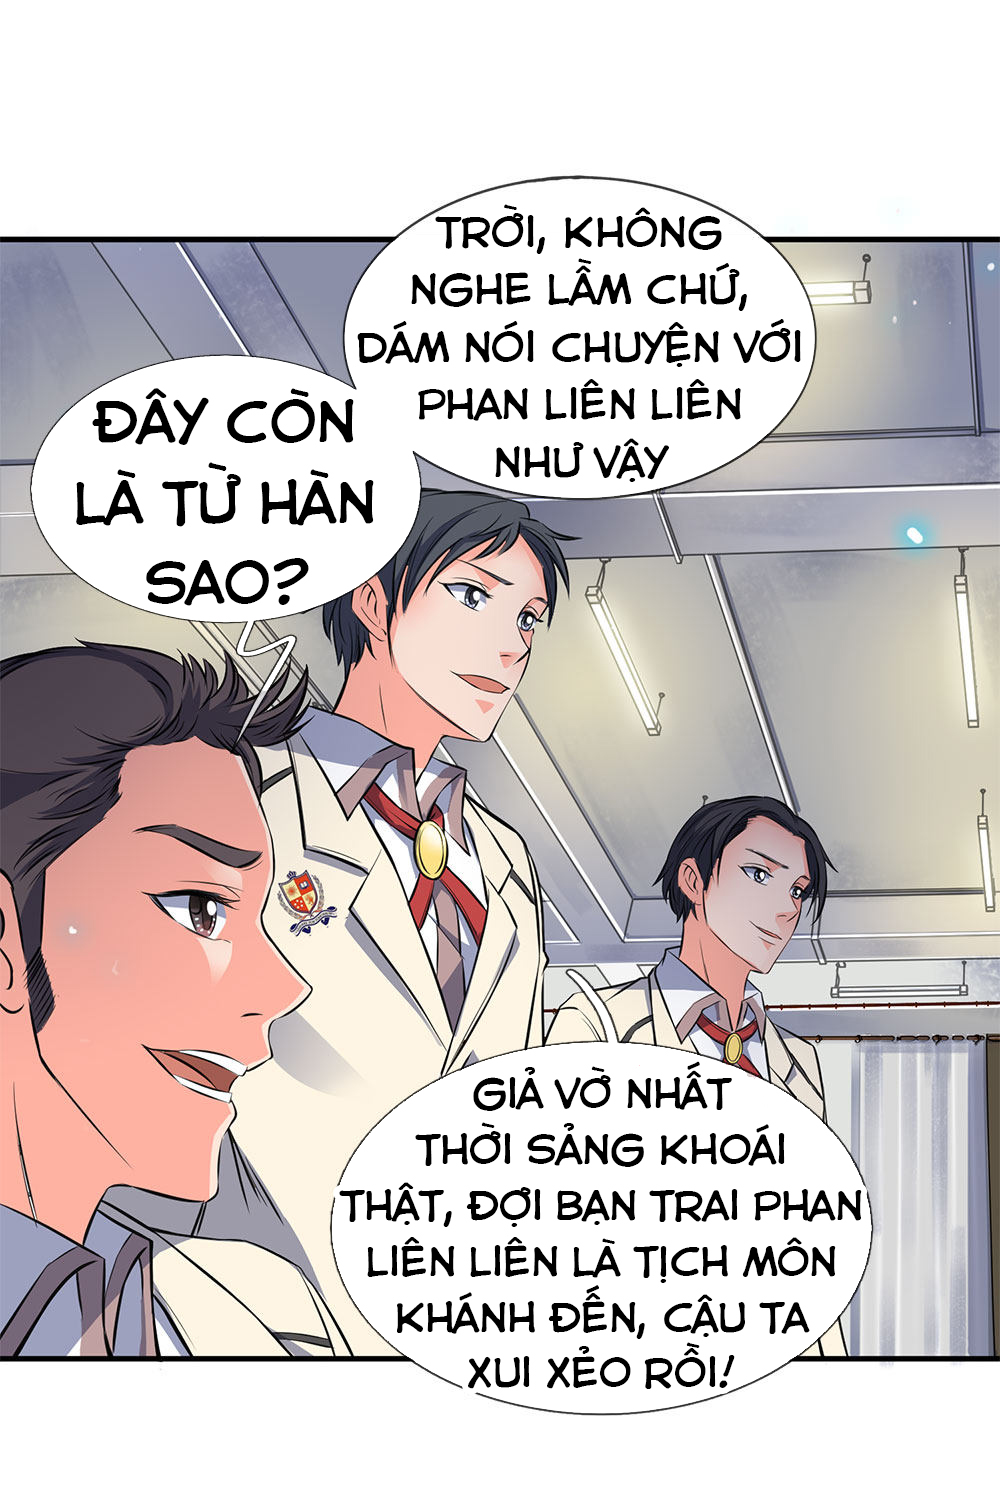 TRỜI, KHÔNG
NGHE LẦM CHỨ,
DÁM NÓI CHUYỆN VỚI
PHAN LIÊN LIÊN
NHƯ VẬY
ĐÂY CÒN
LÀ TỪ HÀN
SAO?
GIẢ VỜ NHẤT
THỜI SẢNG KHOÁI
THẬT, ĐỢI BẠN TRAI PHAN
LIÊN LIÊN LÀ TỊCH MÔN
KHÁNH ĐẾN, CẬU TA
XUI XẺO RỒI!